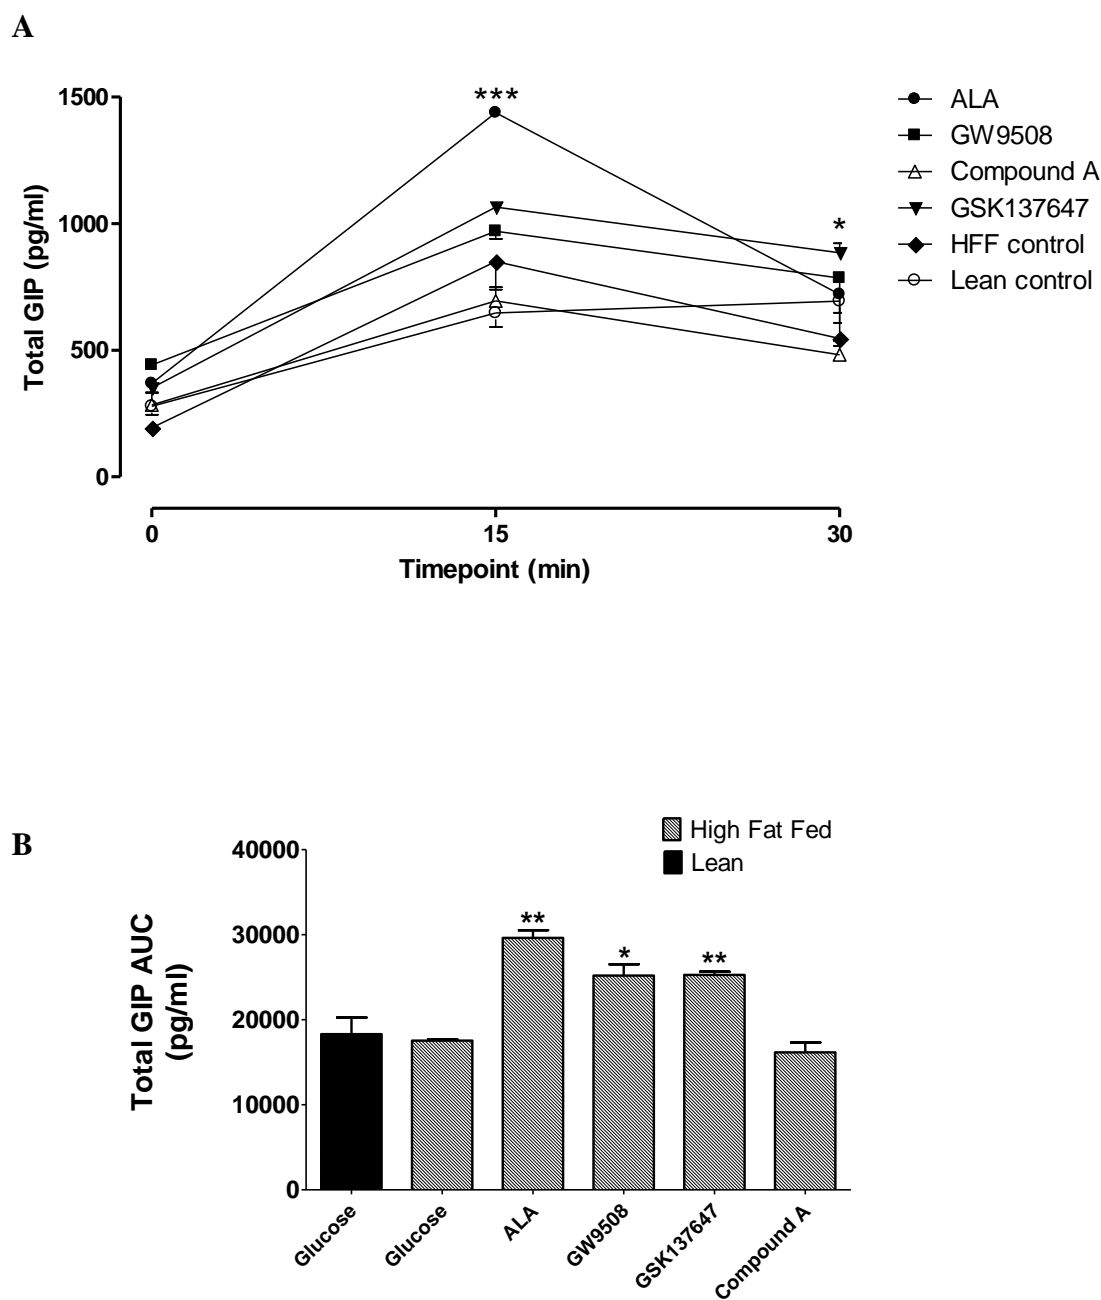 A
1500
1000
500
0
Total GIP (pg/ml)
***
*
0
15
30
Timepoint (min)
ALA
GW9508
Compound A
GSK137647
HFF control
Lean control
B
High Fat Fed
Lean
40000
30000
20000
10000
0
Total GIP AUC
(pg/ml)
**
*
**
Glucose
Glucose
ALA
GW9508
GSK137647
Compound A